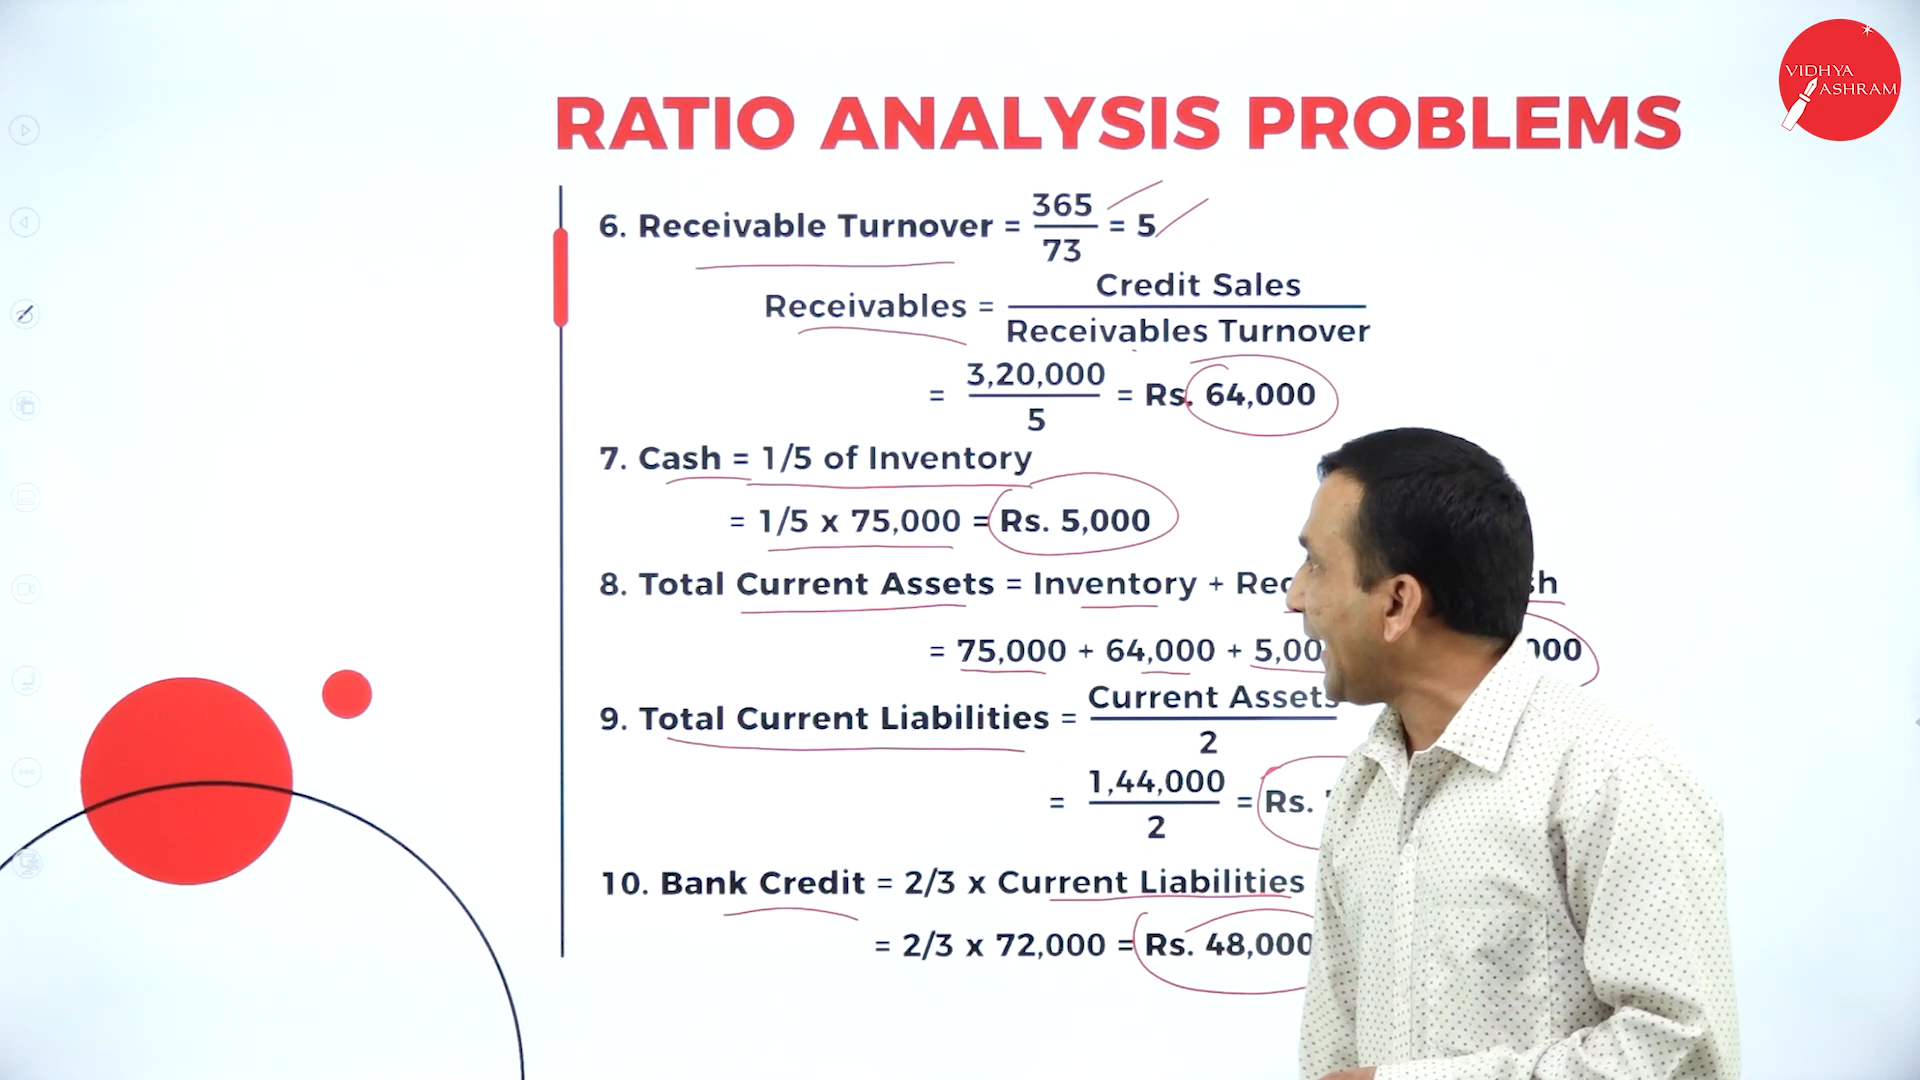 VIDHYA
ASHRAM
RATIO ANALYSIS PROBLEMS
6. Receivable Turnover = 365 / 73 = 5
Receivables = Credit Sales / Receivables Turnover
= 3,20,000 / 5 = Rs. 64,000
7. Cash = 1/5 of Inventory
= 1/5 x 75,000 = Rs. 5,000
8. Total Current Assets = Inventory +
= 75,000 + 64,000 +
9. Total Current Liabilities = Current Assets / 2
= 1,44,000 / 2 = Rs.
10. Bank Credit = 2/3 x Current Liabilities
= 2/3 x 72,000 = Rs. 48,000